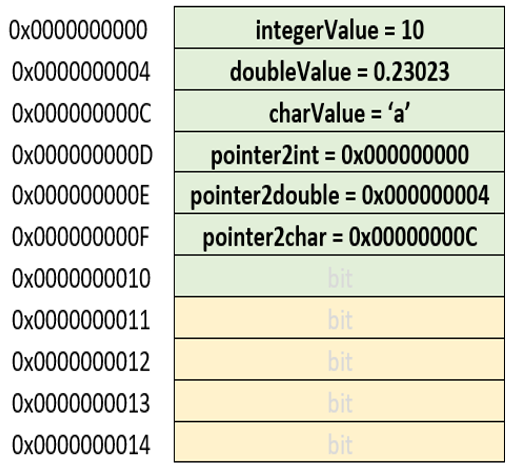 0x0000000000 integerValue = 10
0x0000000004 doubleValue = 0.23023
0x000000000C charValue = ‘a’
0x000000000D pointer2int = 0x000000000
0x000000000E pointer2double = 0x000000004
0x000000000F pointer2char = 0x00000000C
0x0000000010 bit
0x0000000011 bit
0x0000000012 bit
0x0000000013 bit
0x0000000014 bit